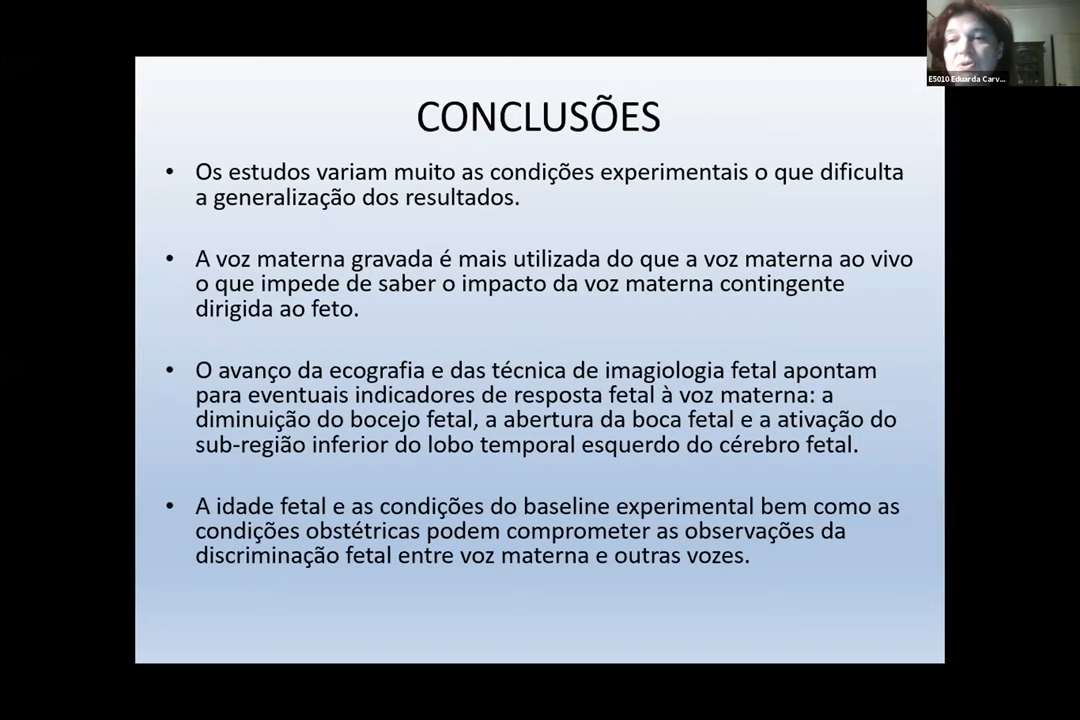 E5010 Eduarda Carv...
CONCLUSÕES
• Os estudos variam muito as condições experimentais o que dificulta
a generalização dos resultados.
• A voz materna gravada é mais utilizada do que a voz materna ao vivo
o que impede de saber o impacto da voz materna contingente
dirigida ao feto.
• O avanço da ecografia e das técnica de imagiologia fetal apontam
para eventuais indicadores de resposta fetal à voz materna: a
diminuição do bocejo fetal, a abertura da boca fetal e a ativação do
sub-região inferior do lobo temporal esquerdo do cérebro fetal.
• A idade fetal e as condições do baseline experimental bem como as
condições obstétricas podem comprometer as observações da
discriminação fetal entre voz materna e outras vozes.